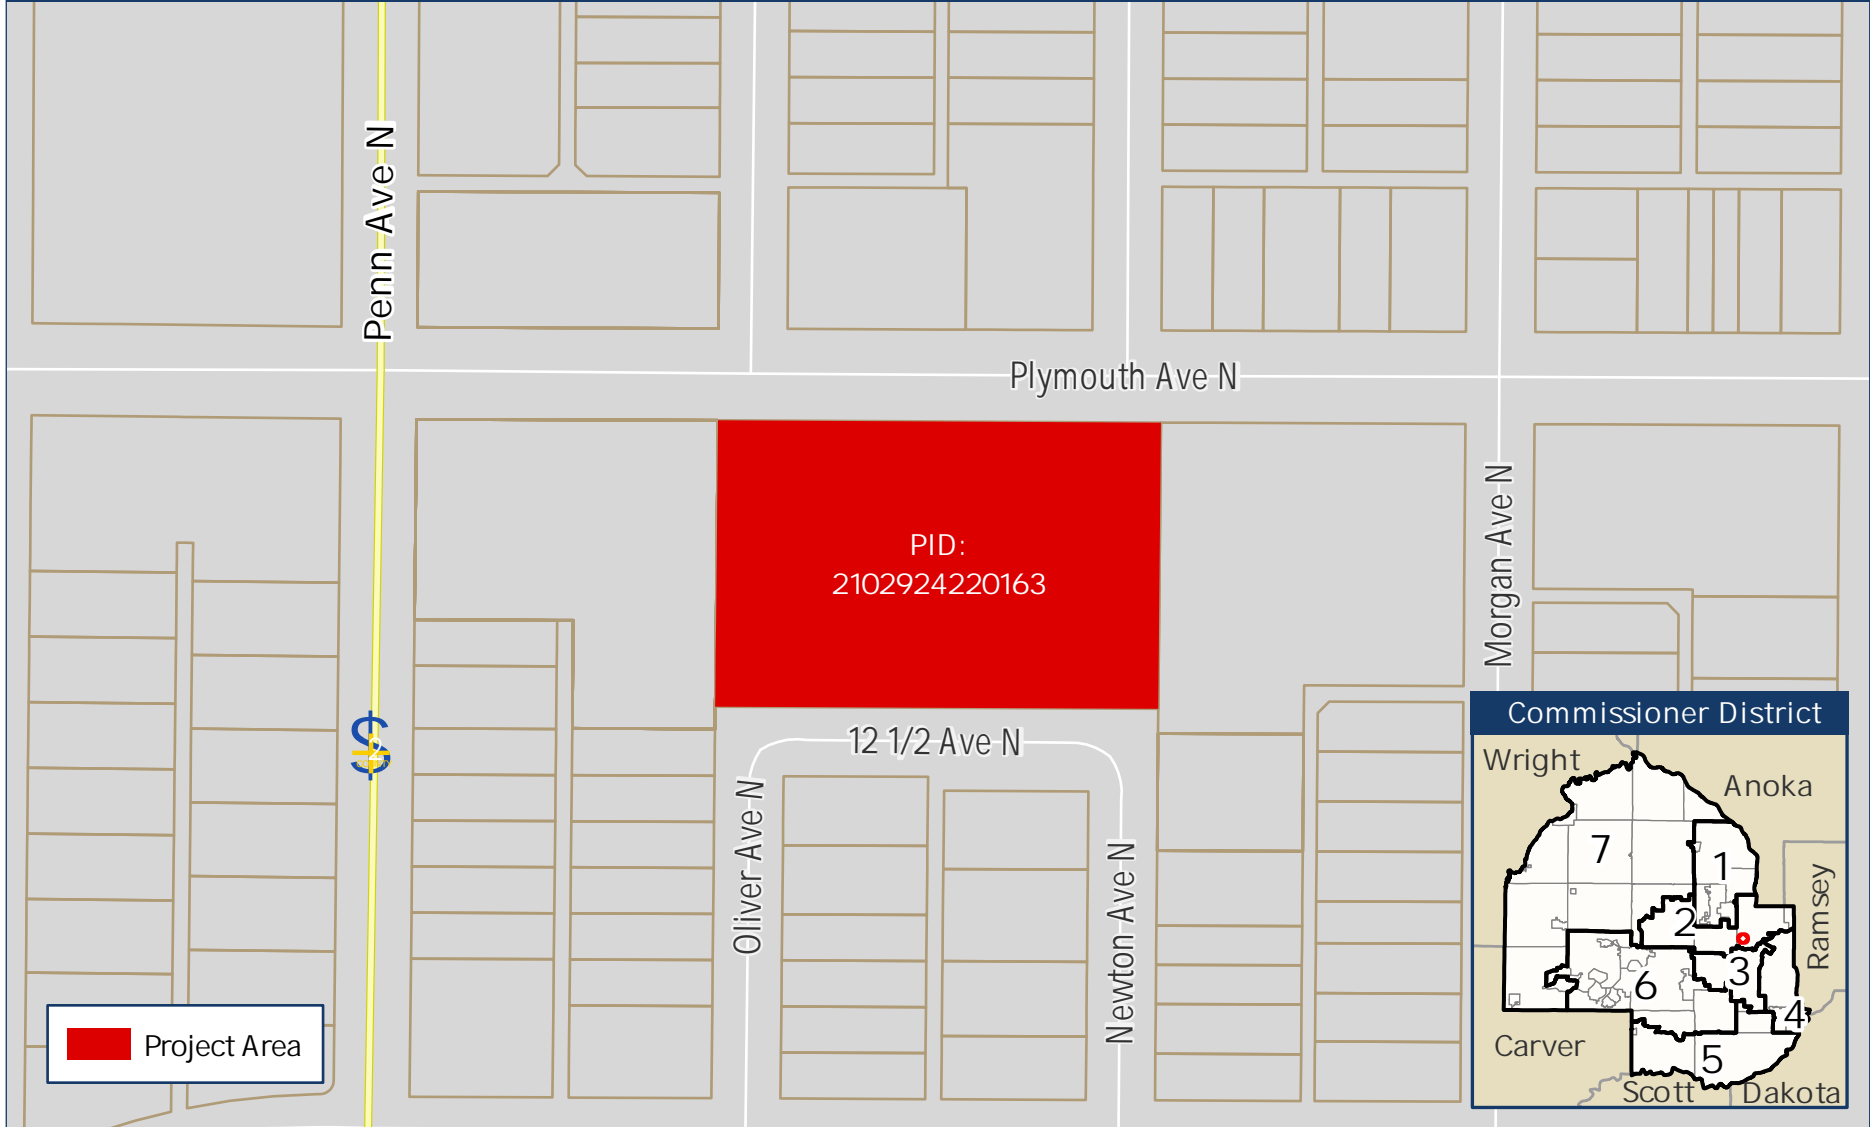 Penn Ave N
Plymouth Ave N
PID:
2102924220163
Morgan Ave N
12 1/2 Ave N
Oliver Ave N
Newton Ave N
$
2
Project Area
Commissioner District
Wright
Anoka
7
1
2
Ramsey
3
6
4
Carver
5
Scott
Dakota